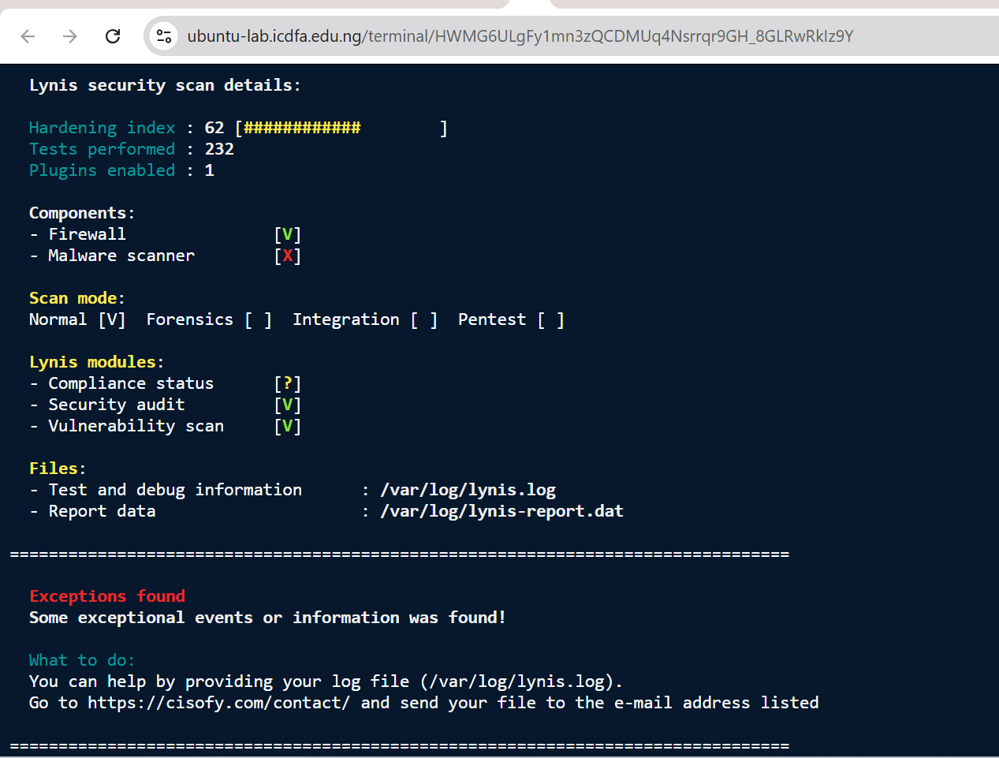 ubuntu-lab.icdfa.edu.ng/terminal/HWMG6ULgFy1mn3zQCDMUq4Nsrrqr9GH_8GLRwRkIz9Y
Lynis security scan details:
Hardening index : 62 [############        ]
Tests performed : 232
Plugins enabled : 1
Components:
- Firewall               [V]
- Malware scanner        [X]
Scan mode:
Normal [V]  Forensics [ ]  Integration [ ]  Pentest [ ]
Lynis modules:
- Compliance status      [?]
- Security audit         [V]
- Vulnerability scan     [V]
Files:
- Test and debug information      : /var/log/lynis.log
- Report data                     : /var/log/lynis-report.dat
================================================================================
Exceptions found
Some exceptional events or information was found!
What to do:
You can help by providing your log file (/var/log/lynis.log).
Go to https://cisofy.com/contact/ and send your file to the e-mail address listed
================================================================================